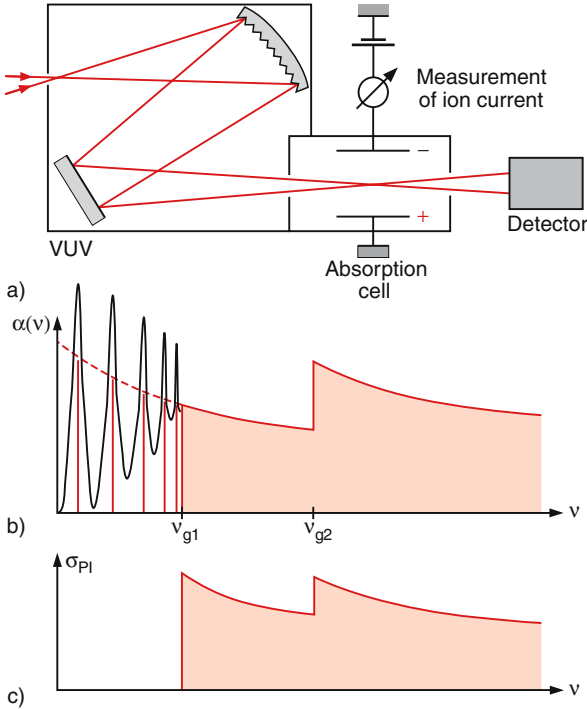 Measurement
of ion current
−
+
VUV
Detector
Absorption
cell
a)
α(ν)
b)
ν_g1
ν_g2
ν
σ_PI
c)
ν